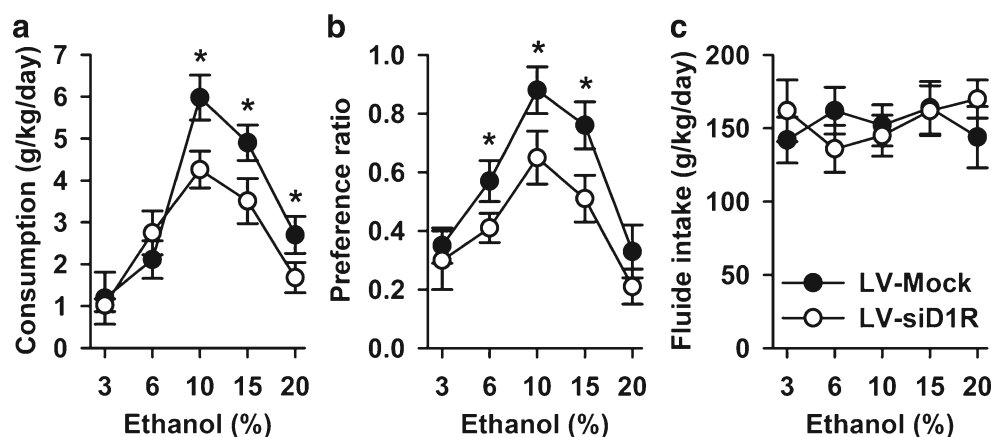 a
Consumption (g/kg/day)
7
6
5
4
3
2
1
0
*
*
*
3 6 10 15 20
Ethanol (%)
b
Preference ratio
1.0
0.8
0.6
0.4
0.2
0.0
*
*
*
3 6 10 15 20
Ethanol (%)
c
Fluide intake (g/kg/day)
200
150
100
50
0
LV-Mock
LV-siD1R
3 6 10 15 20
Ethanol (%)